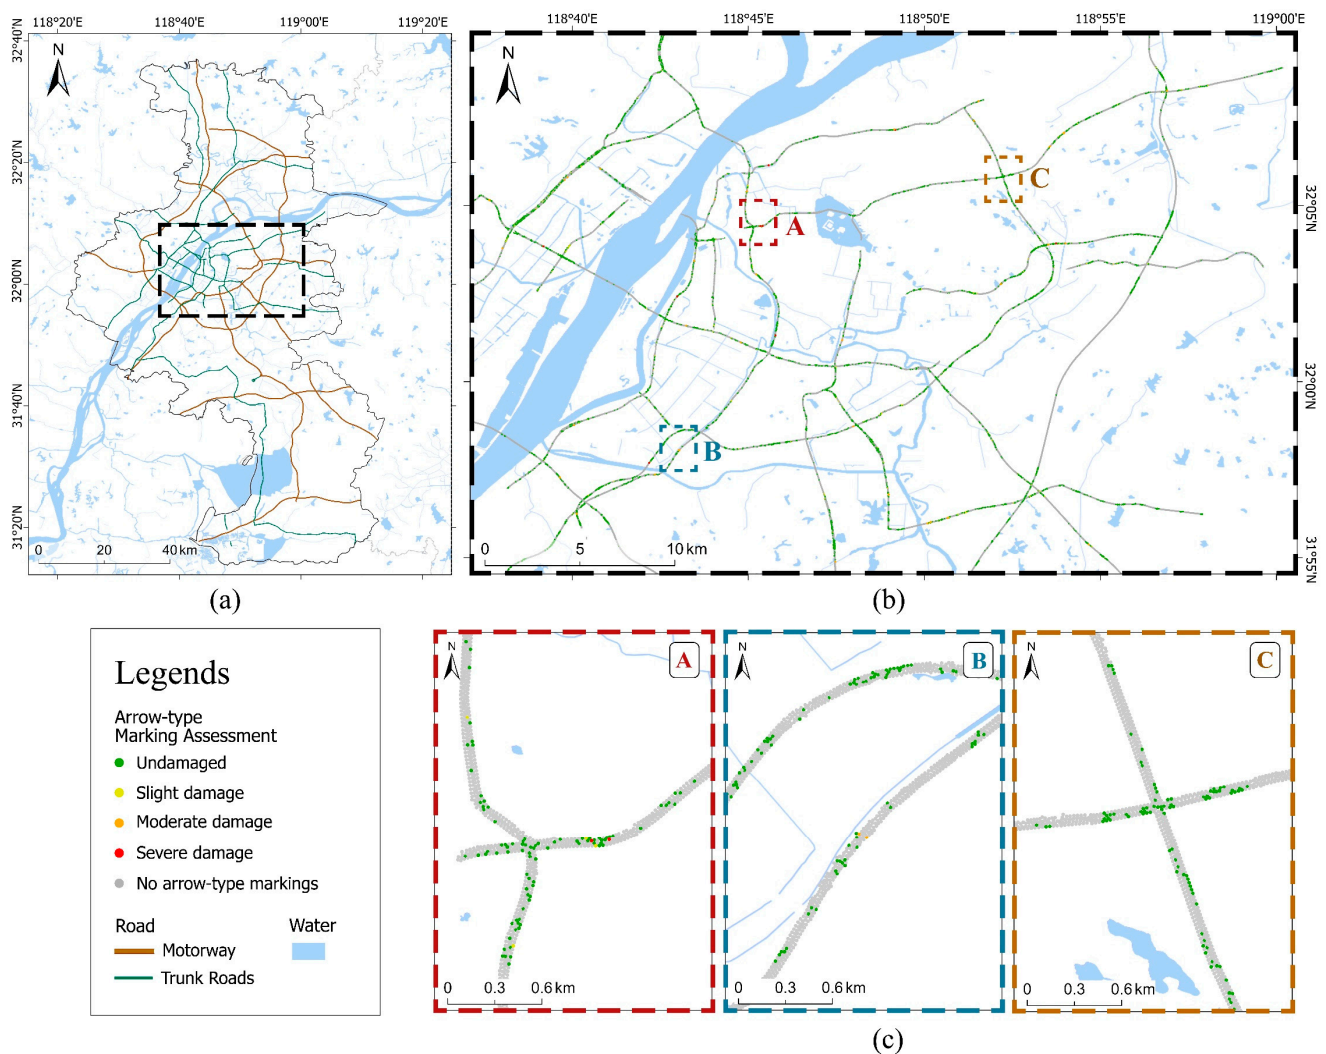 118°20'E 118°40'E 119°00'E 119°20'E
118°40'E 118°45'E 118°50'E 118°55'E 119°00'E
32°40'N
32°20'N
32°00'N
31°40'N
31°20'N
N
0 20 40 km
(a)
N
A
B
C
0 5 10 km
32°05'N
32°00'N
31°55'N
(b)
Legends
Arrow-type
Marking Assessment
Undamaged
Slight damage
Moderate damage
Severe damage
No arrow-type markings
Road Water
Motorway
Trunk Roads
N
A
0 0.3 0.6 km
N
B
0 0.3 0.6 km
N
C
0 0.3 0.6 km
(c)